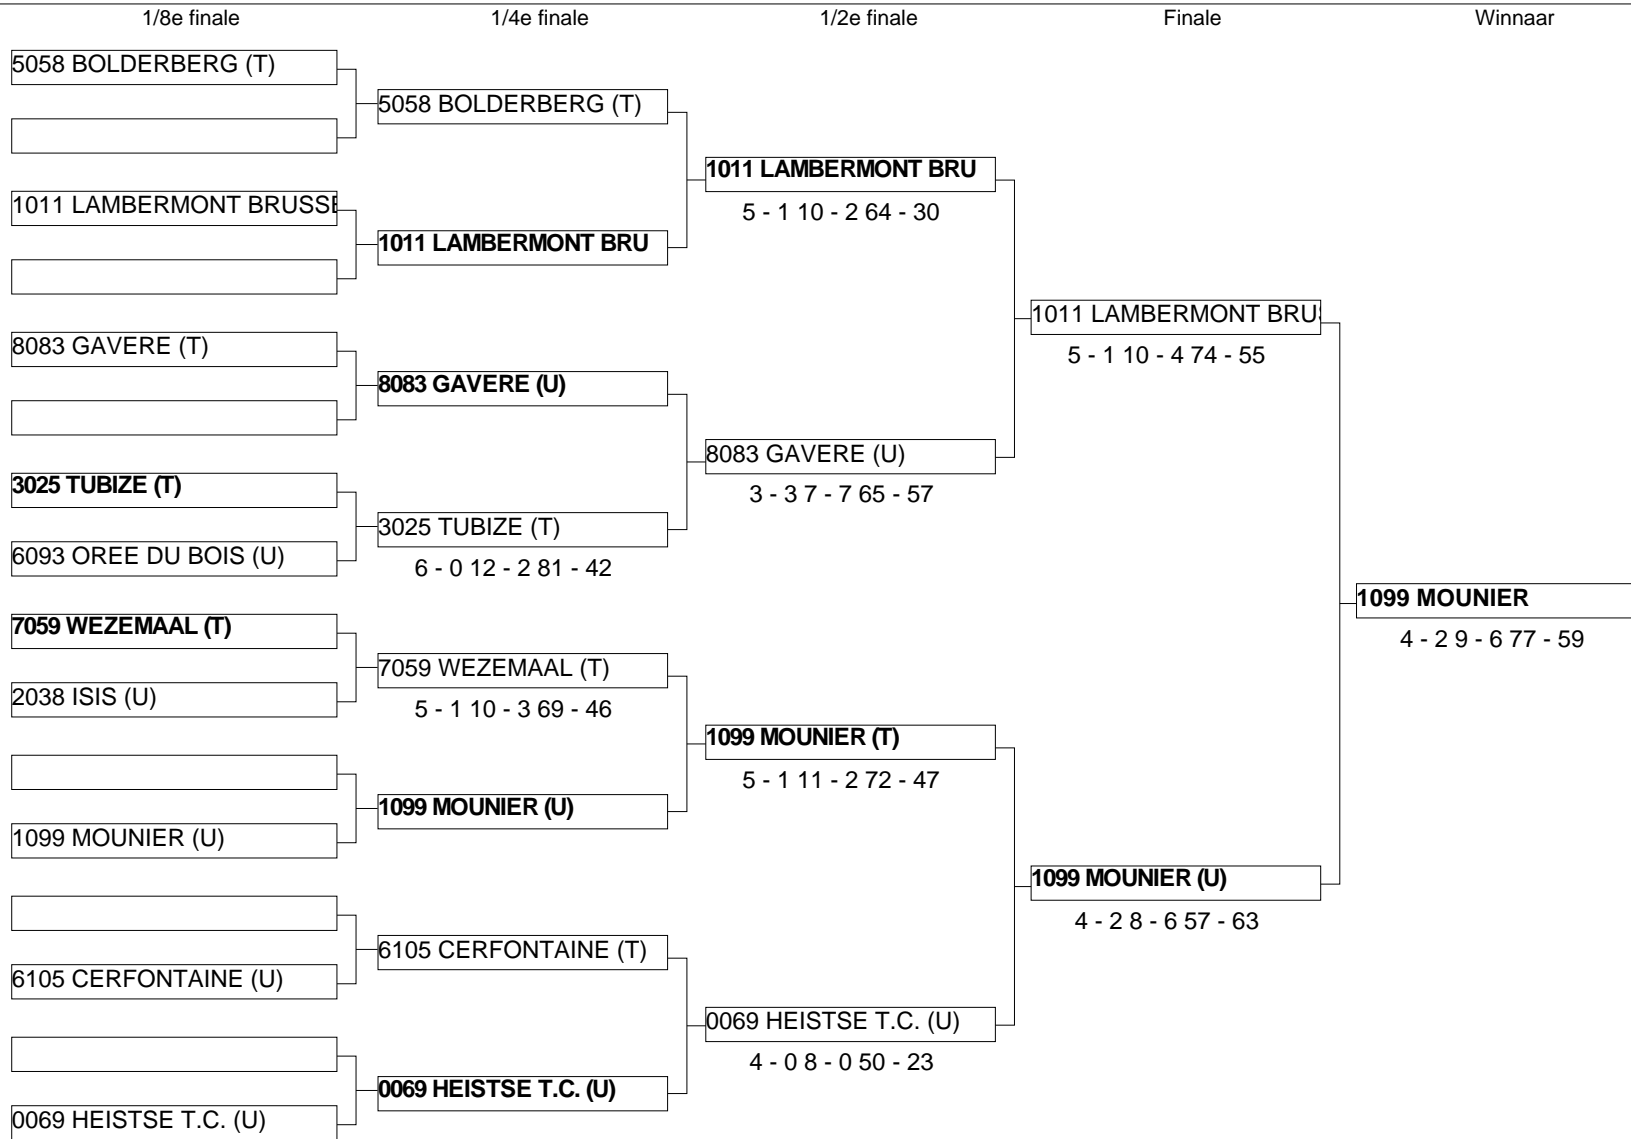 1/8e finale
1/4e finale
1/2e finale
Finale
Winnaar
5058 BOLDERBERG (T)
5058 BOLDERBERG (T)
1011 LAMBERMONT BRU
5 - 1 10 - 2 64 - 30
1011 LAMBERMONT BRUSSE
1011 LAMBERMONT BRU
1011 LAMBERMONT BRUS
5 - 1 10 - 4 74 - 55
8083 GAVERE (T)
8083 GAVERE (U)
8083 GAVERE (U)
3 - 3 7 - 7 65 - 57
3025 TUBIZE (T)
3025 TUBIZE (T)
6 - 0 12 - 2 81 - 42
6093 OREE DU BOIS (U)
1099 MOUNIER
4 - 2 9 - 6 77 - 59
7059 WEZEMAAL (T)
7059 WEZEMAAL (T)
5 - 1 10 - 3 69 - 46
2038 ISIS (U)
1099 MOUNIER (T)
5 - 1 11 - 2 72 - 47
1099 MOUNIER (U)
1099 MOUNIER (U)
1099 MOUNIER (U)
4 - 2 8 - 6 57 - 63
6105 CERFONTAINE (T)
6105 CERFONTAINE (U)
0069 HEISTSE T.C. (U)
4 - 0 8 - 0 50 - 23
0069 HEISTSE T.C. (U)
0069 HEISTSE T.C. (U)